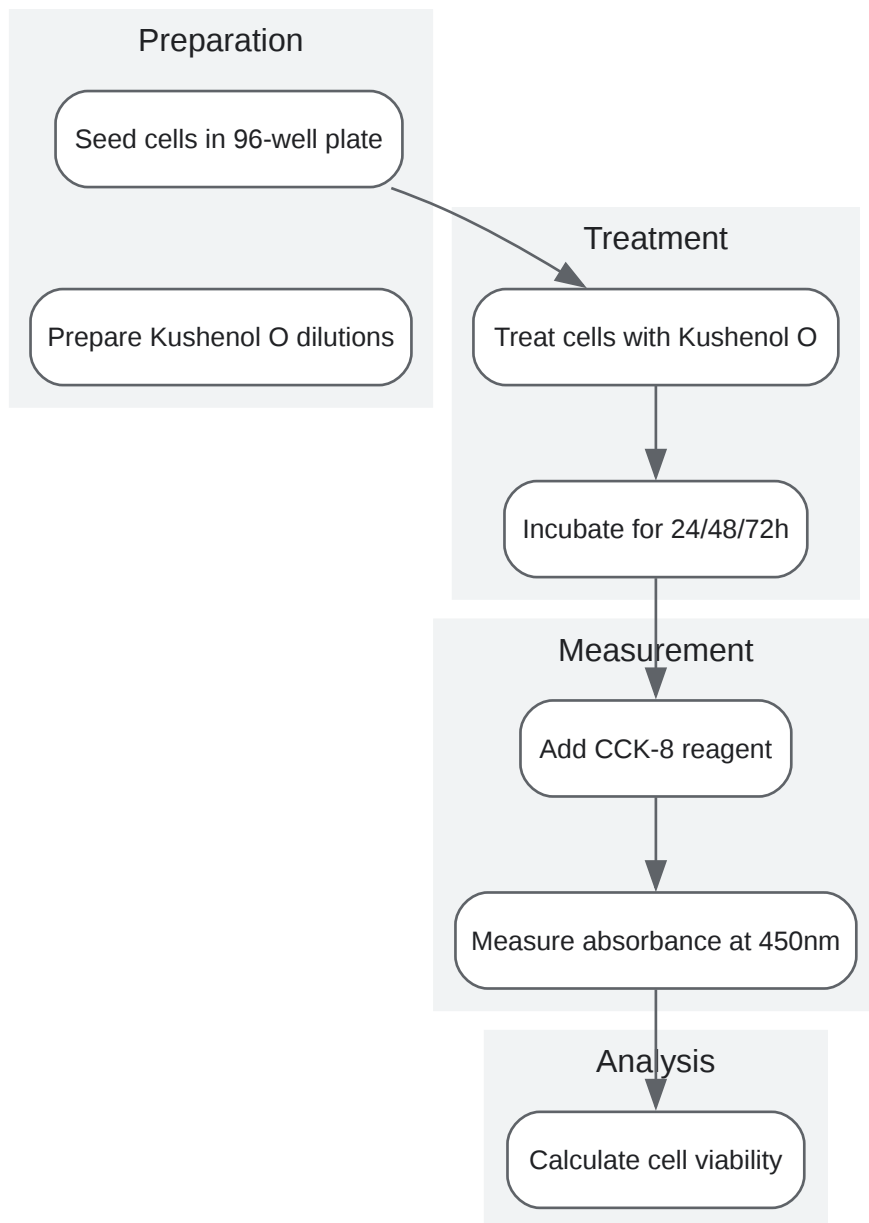 Preparation
Seed cells in 96-well plate
Prepare Kushenol O dilutions
Treatment
Treat cells with Kushenol O
Incubate for 24/48/72h
Measurement
Add CCK-8 reagent
Measure absorbance at 450nm
Analysis
Calculate cell viability